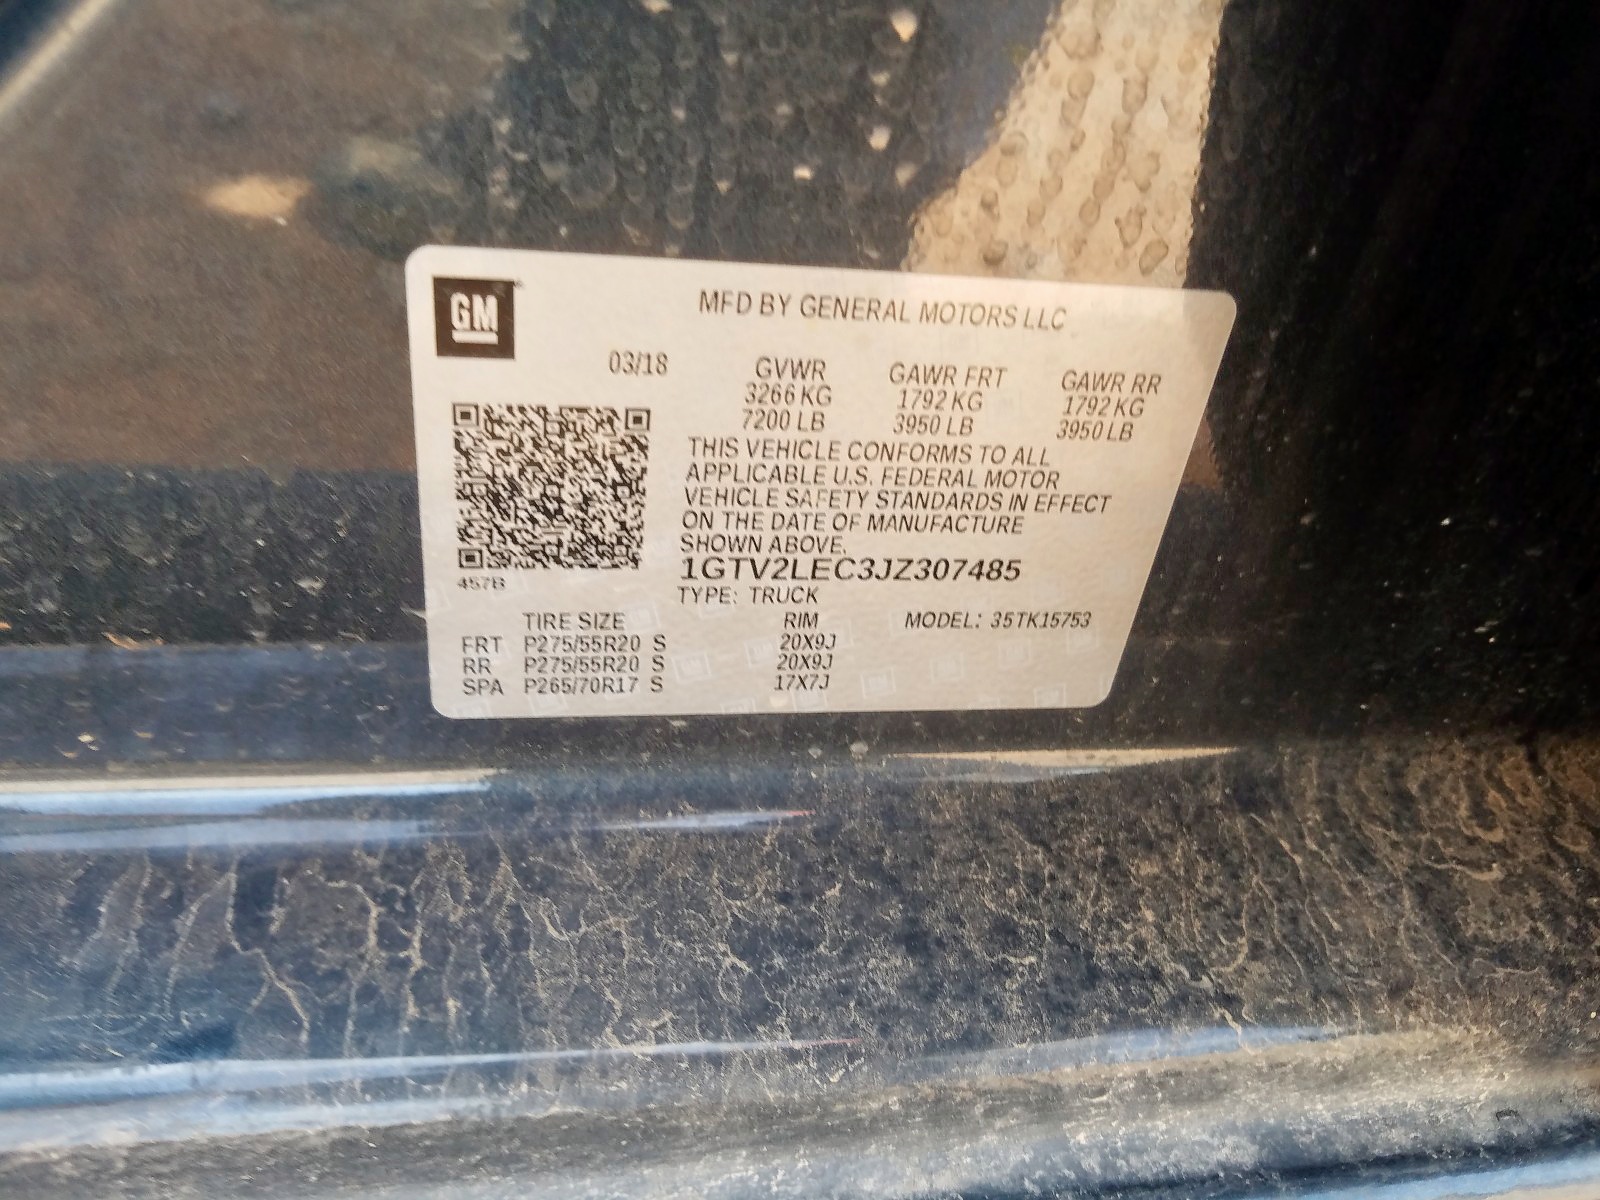 GM
MFD BY GENERAL MOTORS LLC
03/18 GVWR GAWR FRT GAWR RR
3266 KG 1792 KG 1792 KG
7200 LB 3950 LB 3950 LB
THIS VEHICLE CONFORMS TO ALL
APPLICABLE U.S. FEDERAL MOTOR
VEHICLE SAFETY STANDARDS IN EFFECT
ON THE DATE OF MANUFACTURE
SHOWN ABOVE.
457B
1GTV2LEC3JZ307485
TYPE: TRUCK
TIRE SIZE RIM MODEL: 35TK15753
FRT P275/55R20 S 20X9J
RR P275/55R20 S 20X9J
SPA P265/70R17 S 17X7J